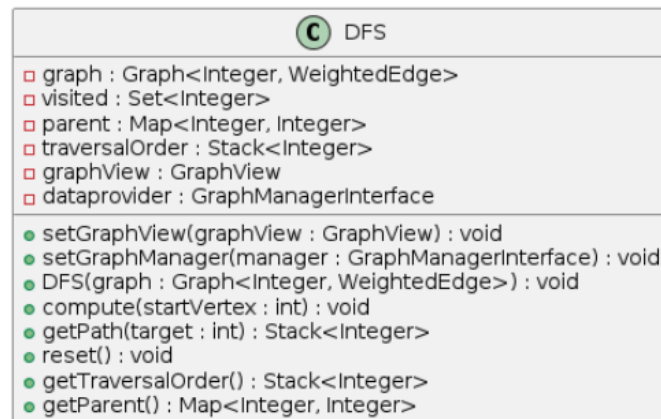 C DFS
graph : Graph<Integer, WeightedEdge>
visited : Set<Integer>
parent : Map<Integer, Integer>
traversalOrder : Stack<Integer>
graphView : GraphView
dataprovider : GraphManagerInterface
setGraphView(graphView : GraphView) : void
setGraphManager(manager : GraphManagerInterface) : void
DFS(graph : Graph<Integer, WeightedEdge>) : void
compute(startVertex : int) : void
getPath(target : int) : Stack<Integer>
reset() : void
getTraversalOrder() : Stack<Integer>
getParent() : Map<Integer, Integer>